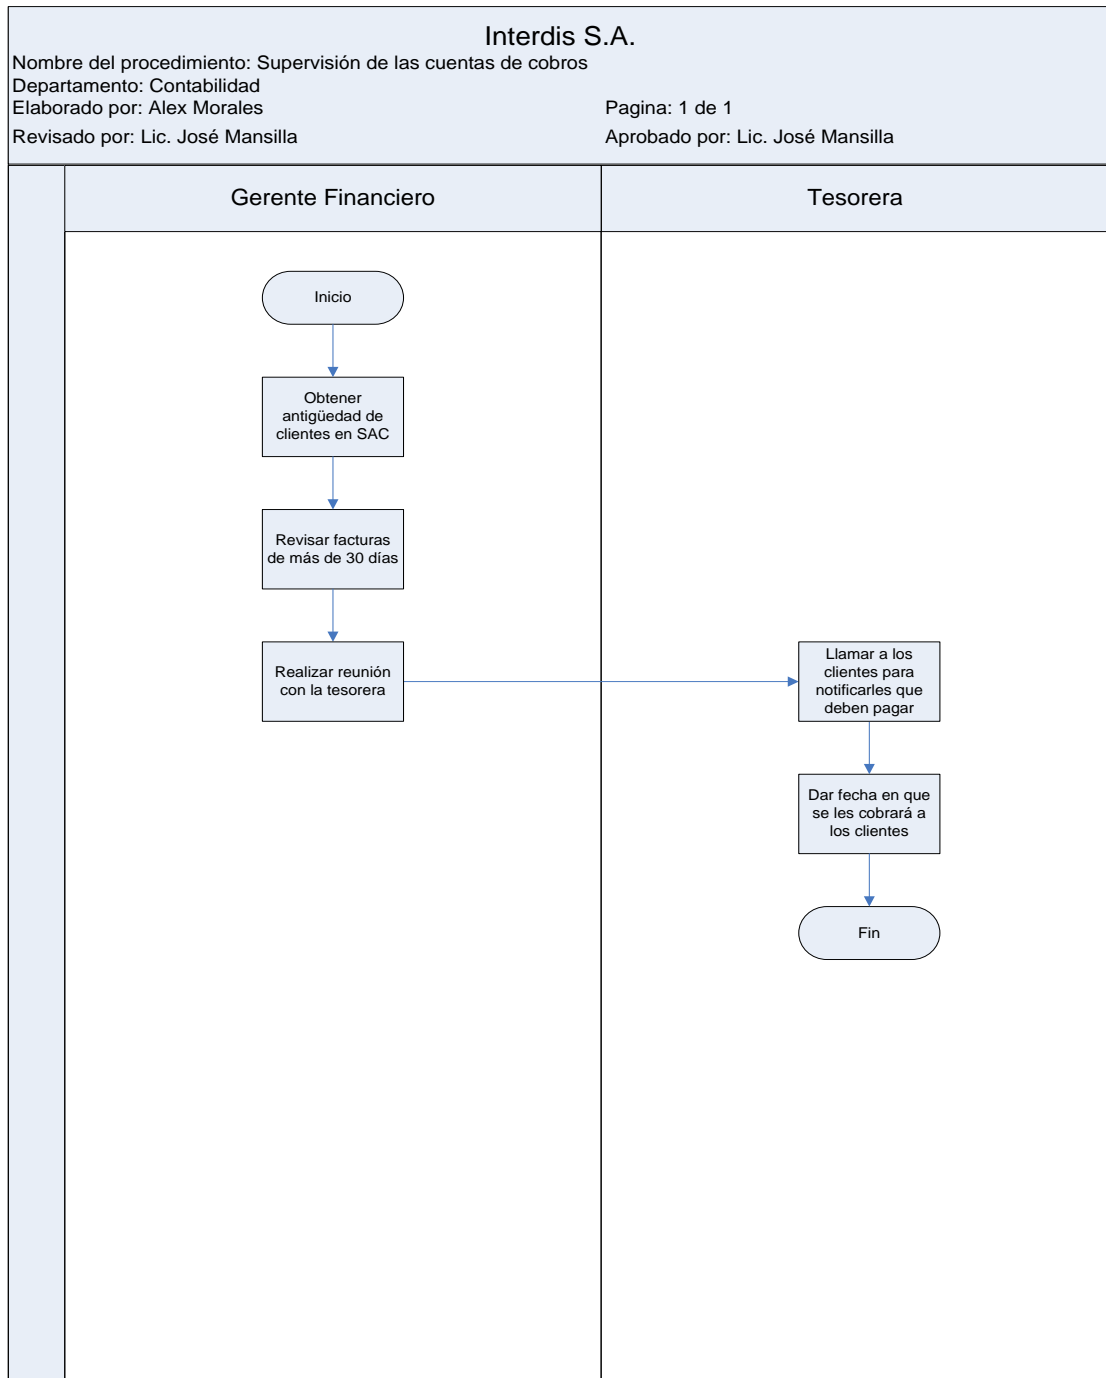 Interdis S.A.
Nombre del procedimiento: Supervisión de las cuentas de cobros
Departamento: Contabilidad
Elaborado por: Alex Morales
Pagina: 1 de 1
Revisado por: Lic. José Mansilla
Aprobado por: Lic. José Mansilla
Gerente Financiero
Tesorera
Inicio
Obtener
antigüedad de
clientes en SAC
Revisar facturas
de más de 30 días
Realizar reunión
con la tesorera
Llamar a los
clientes para
notificarles que
deben pagar
Dar fecha en que
se les cobrará a
los clientes
Fin